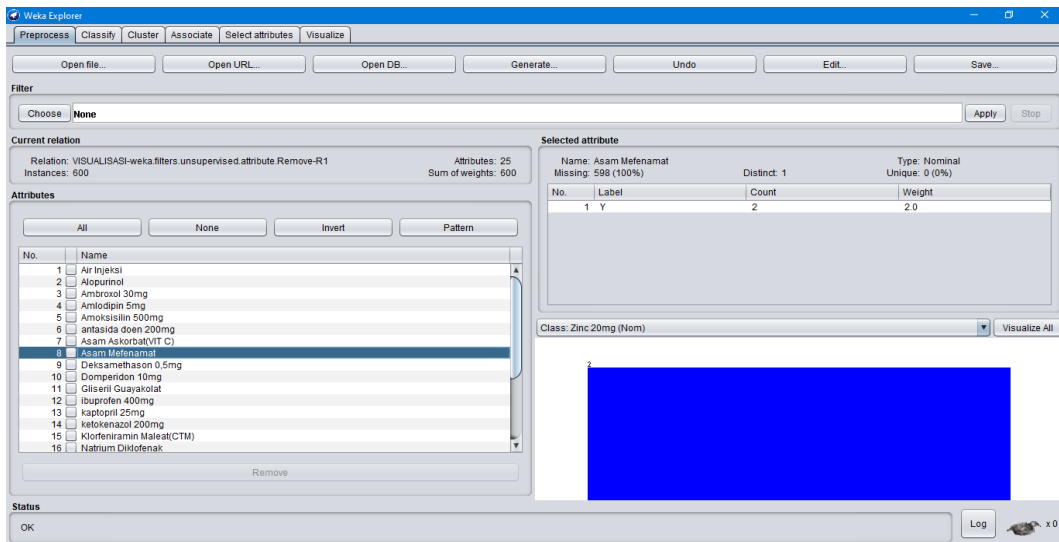 Weka Explorer
Preprocess Classify Cluster Associate Select attributes Visualize
Open file... Open URL... Open DB... Generate... Undo Edit... Save...
Filter
Choose None Apply Stop
Current relation
Relation: VISUALISASI-weka.filters.unsupervised.attribute.Remove-R1 Attributes: 25
Instances: 600 Sum of weights: 600
Attributes
All None Invert Pattern
No. Name
1 Air Injeksi
2 Alopurinol
3 Ambroxol 30mg
4 Amlodipin 5mg
5 Amoksisilin 500mg
6 antasida doen 200mg
7 Asam Askorbat(VIT C)
8 Asam Mefenamat
9 Deksamethason 0,5mg
10 Domperidon 10mg
11 Gliseril Guayakolat
12 ibuprofen 400mg
13 kaptopril 25mg
14 ketokenazol 200mg
15 Klorfeniramin Maleat(CTM)
16 Natrium Diklofenak
Remove
Selected attribute
Name: Asam Mefenamat Type: Nominal
Missing: 598 (100%) Distinct: 1 Unique: 0 (0%)
No. Label Count Weight
1 Y 2 2.0
Class: Zinc 20mg (Nom) Visualize All
2
Status
OK Log x 0